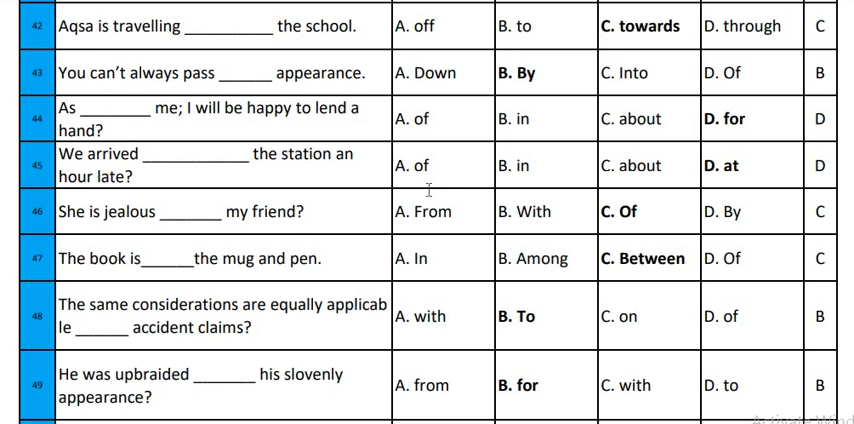 42 Aqsa is travelling __________ the school. A. off B. to C. towards D. through C
43 You can't always pass ______ appearance. A. Down B. By C. Into D. Of B
44 As ________ me; I will be happy to lend a hand? A. of B. in C. about D. for D
45 We arrived ____________ the station an hour late? A. of B. in C. about D. at D
46 She is jealous _______ my friend? A. From B. With C. Of D. By C
47 The book is______the mug and pen. A. In B. Among C. Between D. Of C
48 The same considerations are equally applicab
le ______ accident claims? A. with B. To C. on D. of B
49 He was upbraided _______ his slovenly appearance? A. from B. for C. with D. to B